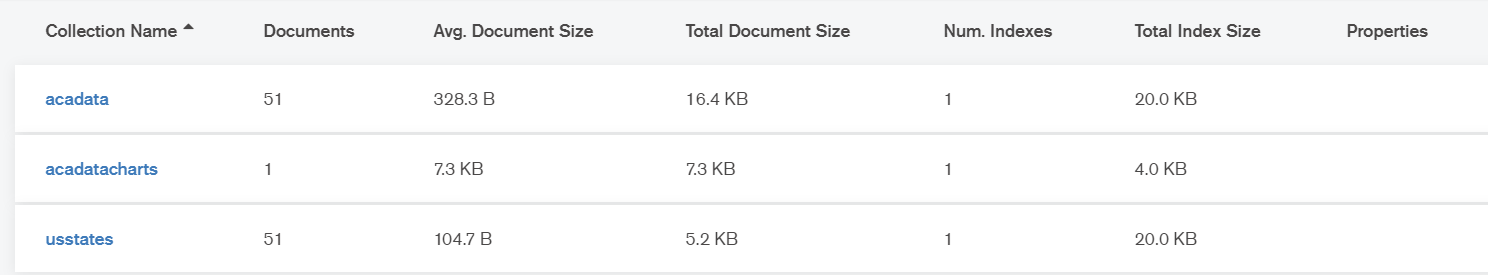 Collection Name Documents Avg. Document Size Total Document Size Num. Indexes Total Index Size Properties
acadata 51 328.3 B 16.4 KB 1 20.0 KB
acadatacharts 1 7.3 KB 7.3 KB 1 4.0 KB
usstates 51 104.7 B 5.2 KB 1 20.0 KB